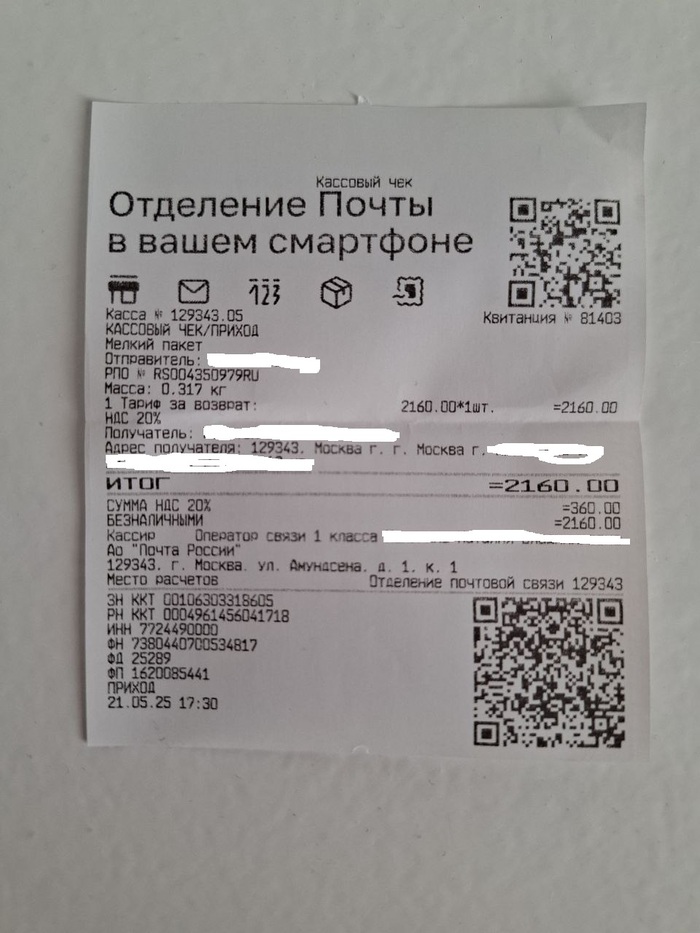 Кассовый чек
Отделение Почты
в вашем смартфоне
123
Касса № 129343.05
Квитанция № 81403
КАССОВЫЙ ЧЕК/ПРИХОД
Мелкий пакет
Отправитель:
РПО № RS004350979RU
Масса: 0.317 кг
1 Тариф за возврат: 2160.00*1шт. =2160.00
НДС 20%
Получатель:
Адрес получателя: 129343. Москва г. г. Москва г.
ИТОГ =2160.00
СУММА НДС 20% =360.00
БЕЗНАЛИЧНЫМИ =2160.00
Кассир Оператор связи 1 класса
Ао "Почта России"
129343. г. Москва. ул. Амундсена. д. 1. к. 1
Место расчетов Отделение почтовой связи 129343
ЗН ККТ 00106303318605
РН ККТ 0004961456041718
ИНН 7724490000
ФН 7380440700534817
ФД 25289
ФП 1620085441
ПРИХОД
21.05.25 17:30